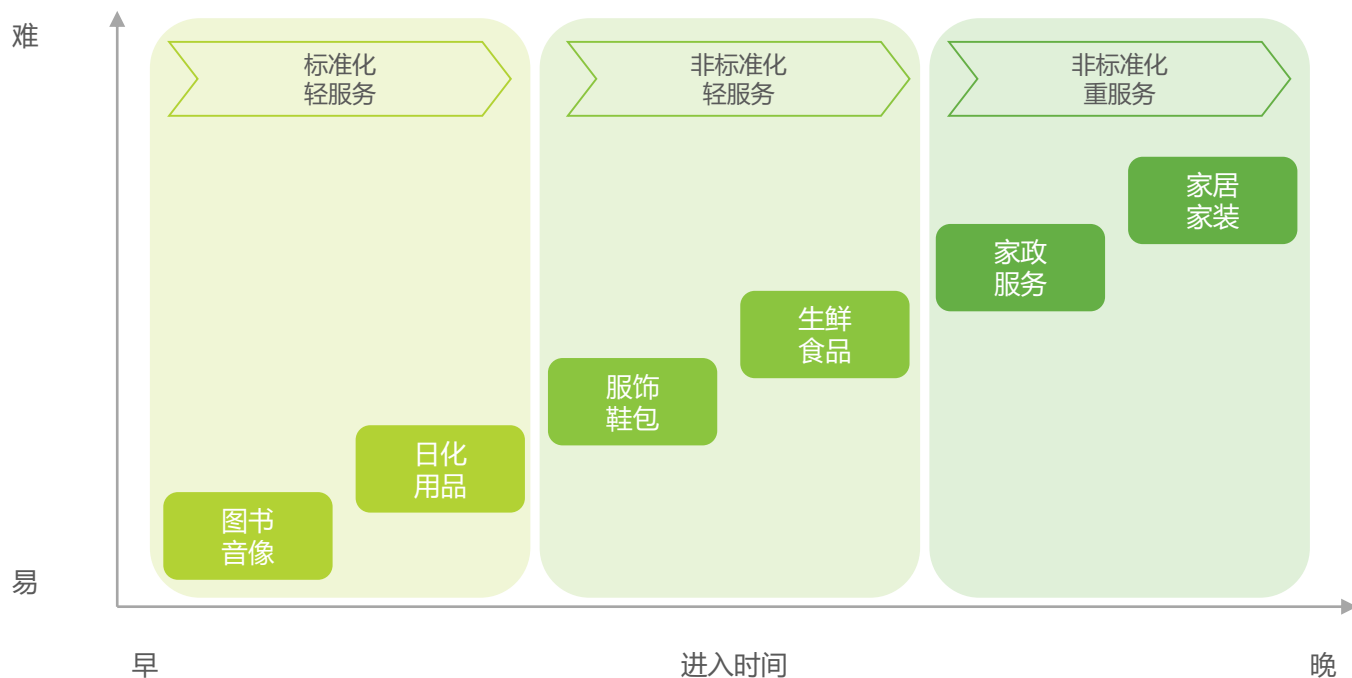 难
标准化
轻服务
非标准化
轻服务
非标准化
重服务
家居
家装
家政
服务
生鲜
食品
服饰
鞋包
日化
用品
图书
音像
易
早
进入时间
晚